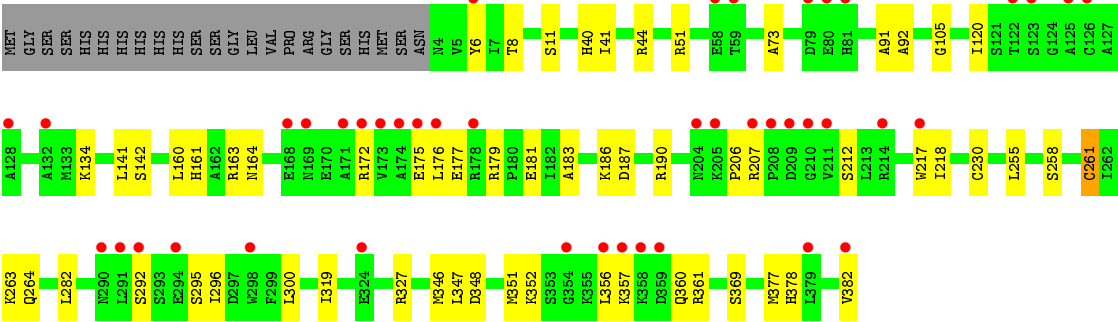 MET GLY SER SER HIS HIS HIS HIS HIS HIS SER SER GLY LEU VAL PRO ARG GLY SER HIS MET SER ASN N4 V5 Y6 I7 T8 S11 H40 I41 R44 R51 E58 T59 A73 D79 E80 H81 A91 A92 G105 I120 S121 T122 S123 G124 A125 C126 A127
A128 A132 M133 K134 L141 S142 L160 H161 A162 R163 N164 E168 N169 E170 A171 R172 V173 A174 E175 L176 E177 R178 R179 P180 E181 I182 A183 K186 D187 R190 N204 K205 P206 R207 P208 D209 G210 V211 S212 L213 R214 W217 I218 C230 L255 S258 C261 I262
K263 Q264 L282 N290 L291 S292 S293 E294 S295 I296 D297 W298 F299 L300 I319 E324 R327 M346 L347 D348 M351 K352 S353 G354 K355 L356 K357 K358 D359 Q360 R361 S369 M377 H378 L379 V382